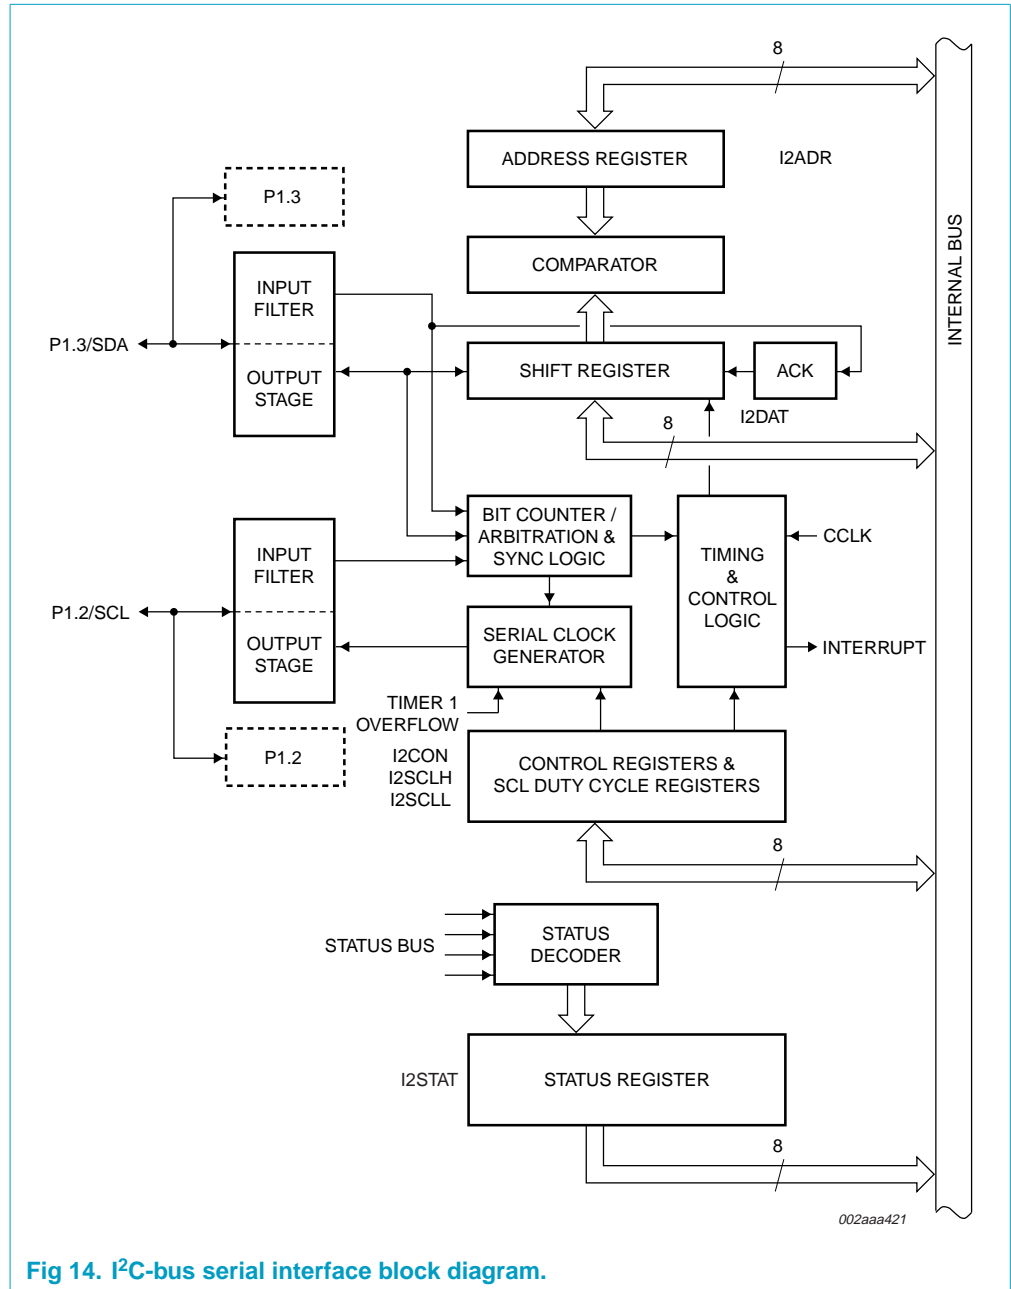 8
ADDRESS REGISTER
I2ADR
P1.3
INTERNAL BUS
COMPARATOR
INPUT
FILTER
P1.3/SDA
OUTPUT
STAGE
SHIFT REGISTER
ACK
I2DAT
8
BIT COUNTER /
ARBITRATION &
SYNC LOGIC
INPUT
FILTER
TIMING
&
CONTROL
LOGIC
CCLK
P1.2/SCL
OUTPUT
STAGE
SERIAL CLOCK
GENERATOR
INTERRUPT
TIMER 1
OVERFLOW
P1.2
I2CON
I2SCLH
I2SCLL
CONTROL REGISTERS &
SCL DUTY CYCLE REGISTERS
8
STATUS BUS
STATUS
DECODER
I2STAT
STATUS REGISTER
8
002aaa421
Fig 14. I²C-bus serial interface block diagram.